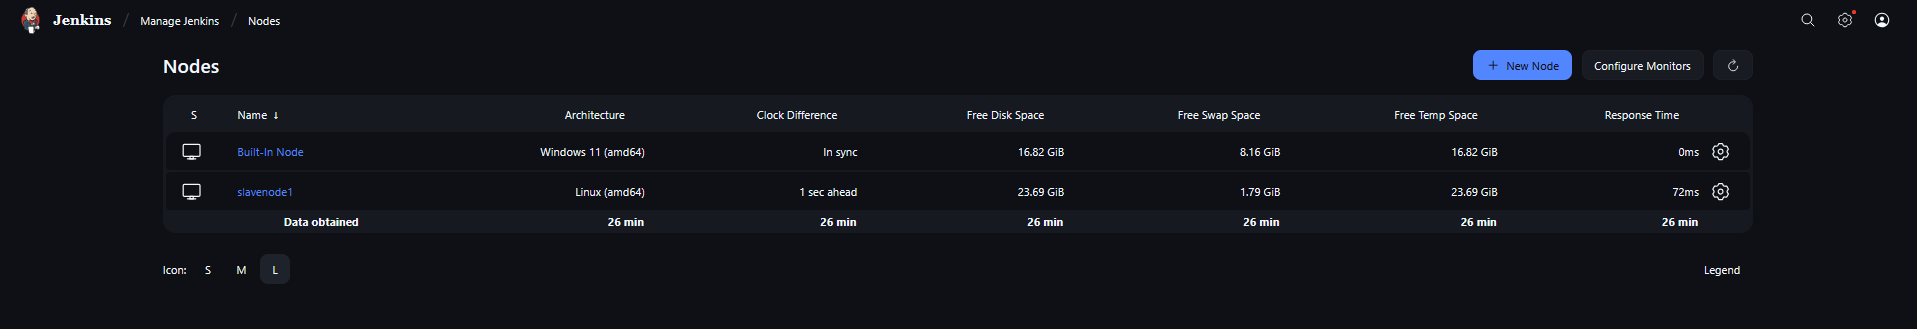 Jenkins / Manage Jenkins / Nodes
Nodes
+ New Node Configure Monitors
S Name ↓ Architecture Clock Difference Free Disk Space Free Swap Space Free Temp Space Response Time
Built-In Node Windows 11 (amd64) In sync 16.82 GiB 8.16 GiB 16.82 GiB 0ms
slavenode1 Linux (amd64) 1 sec ahead 23.69 GiB 1.79 GiB 23.69 GiB 72ms
Data obtained 26 min 26 min 26 min 26 min 26 min 26 min
Icon: S M L Legend